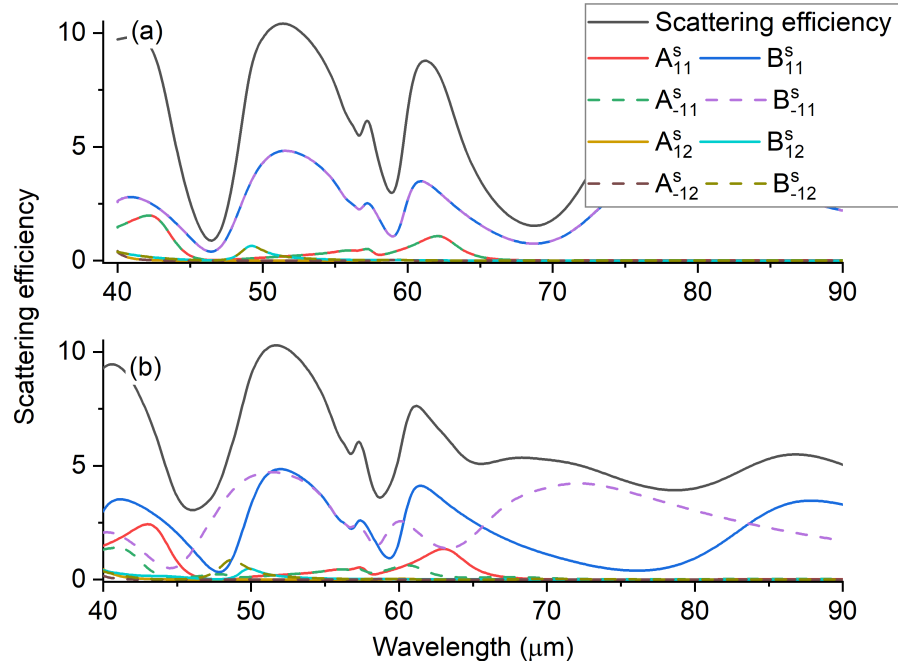 (a)
Scattering efficiency
A^s_11 B^s_11
A^s_-11 B^s_-11
A^s_12 B^s_12
A^s_-12 B^s_-12
10
5
0
40 50 60 70 80 90
Scattering efficiency
(b)
10
5
0
40 50 60 70 80 90
Wavelength (μm)